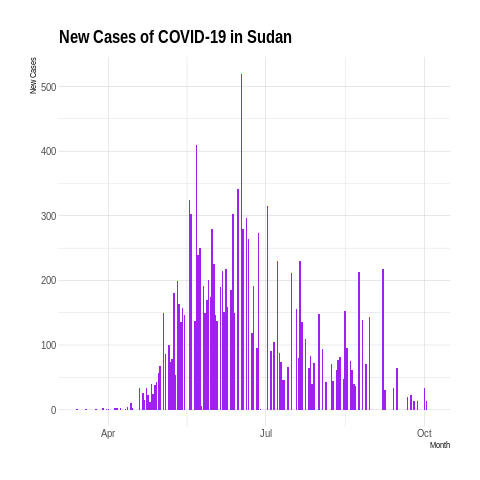 New Cases of COVID-19 in Sudan
New Cases
500
400
300
200
100
0
Apr
Jul
Oct
Month